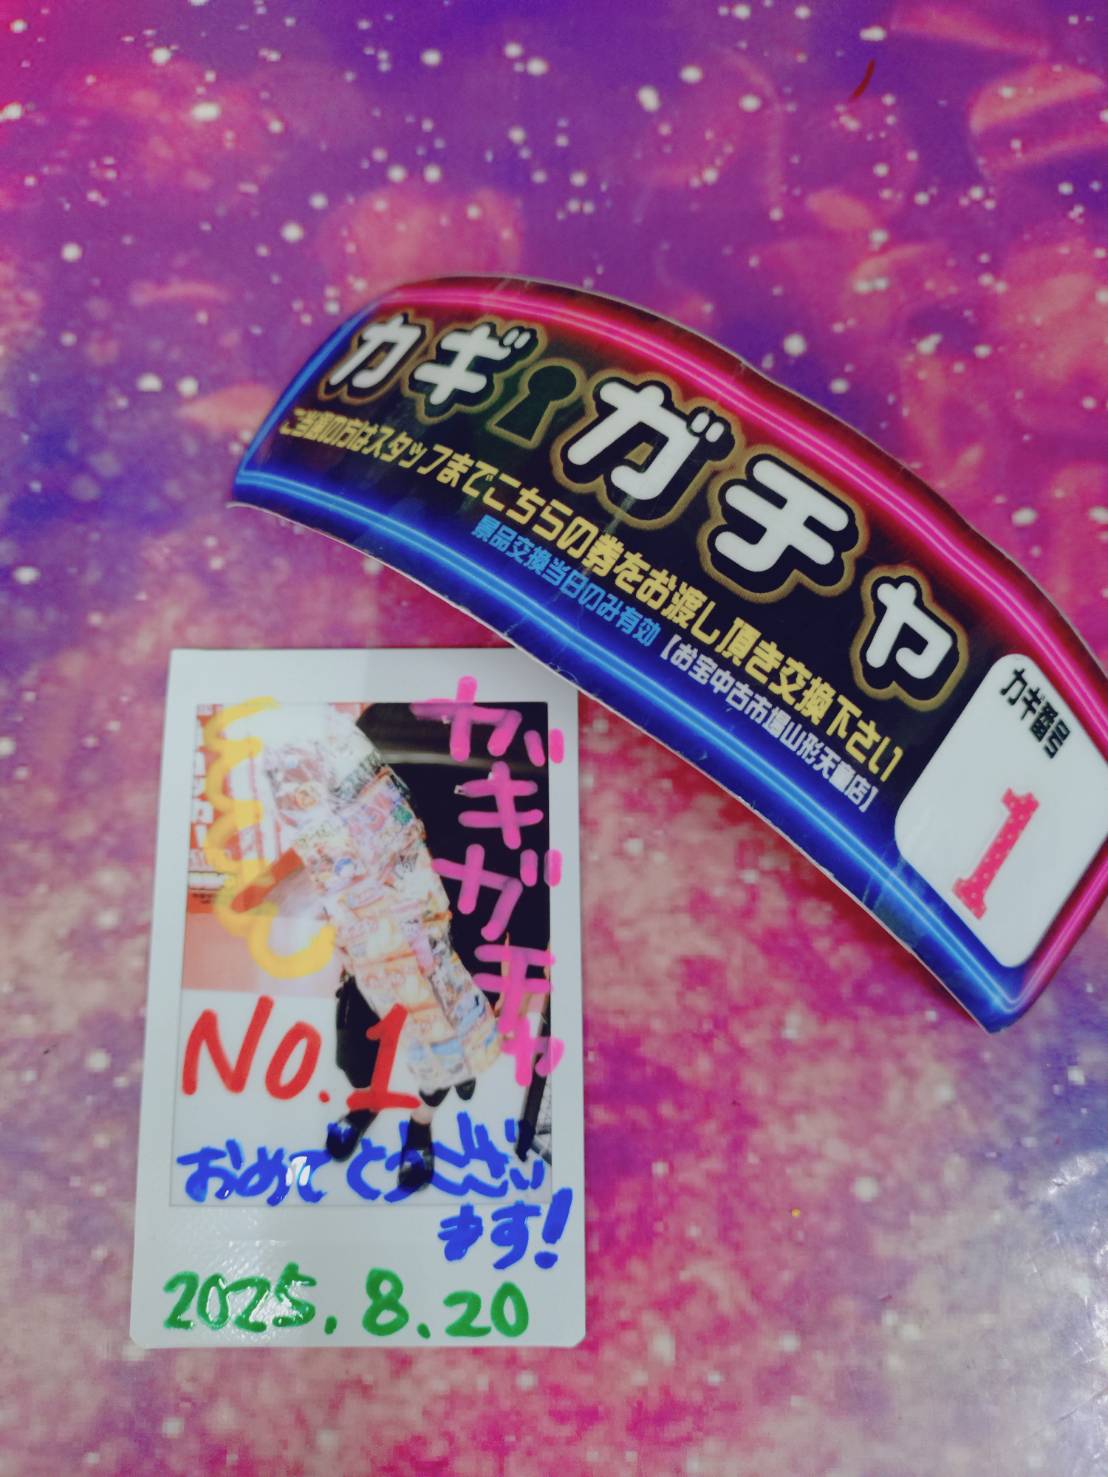 カギガチャ
ご当選の方はスタッフまでこちらの券をお渡し頂き交換下さい
景品交換当日のみ有効【お宝中古市場山形天童店】
カギ番号
1
ガギガチャ
No.1
おめでとうござい
ます!
2025.8.20